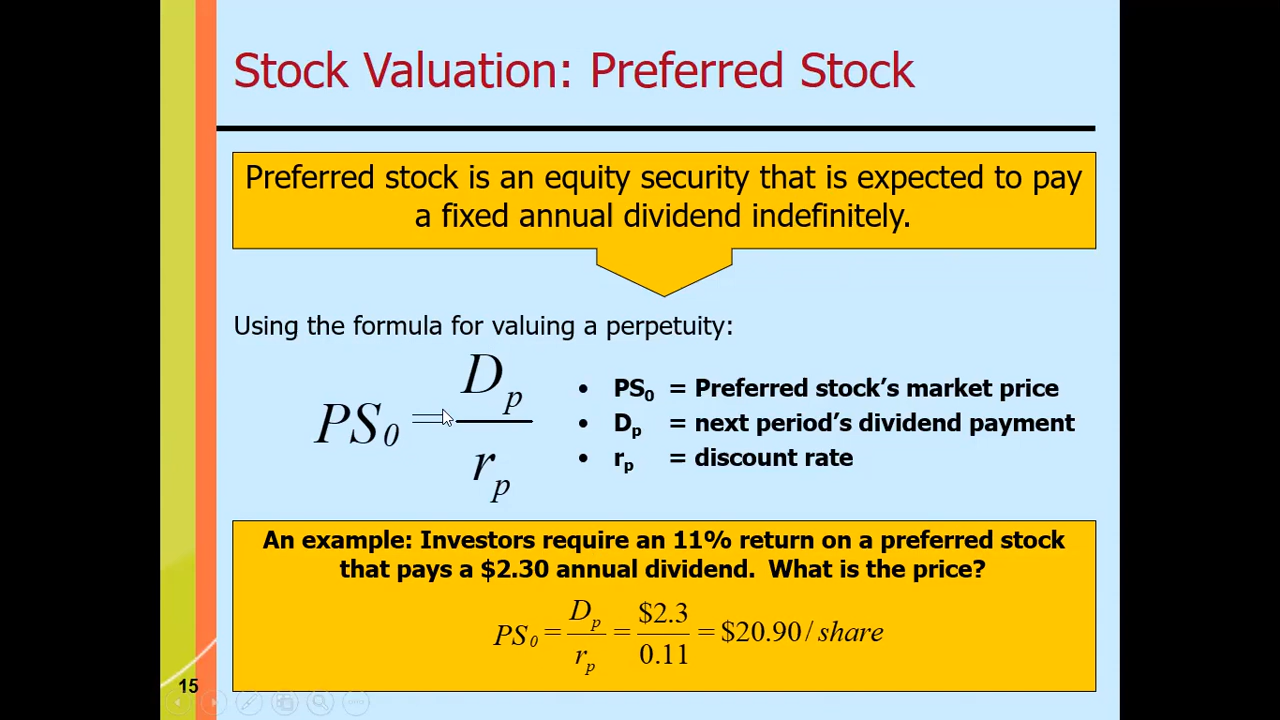 Stock Valuation: Preferred Stock
Preferred stock is an equity security that is expected to pay
a fixed annual dividend indefinitely.
Using the formula for valuing a perpetuity:
PS₀ = Dₚ / rₚ
• PS₀ = Preferred stock’s market price
• Dₚ = next period’s dividend payment
• rₚ = discount rate
An example: Investors require an 11% return on a preferred stock
that pays a $2.30 annual dividend. What is the price?
PS₀ = Dₚ / rₚ = $2.3 / 0.11 = $20.90 / share
15